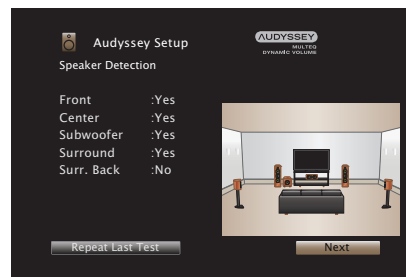 Audyssey Setup
AUDYSSEY
MULTEQ
DYNAMIC VOLUME
Speaker Detection
Front :Yes
Center :Yes
Subwoofer :Yes
Surround :Yes
Surr. Back :No
Repeat Last Test
Next